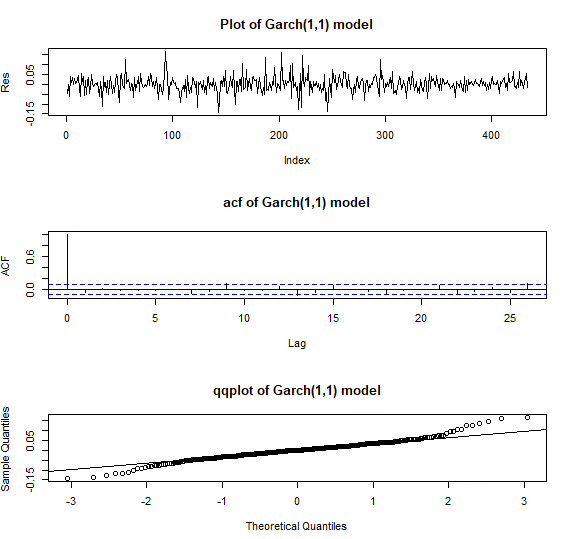 Plot of Garch(1,1) model
Res
0.05
-0.15
0 100 200 300 400
Index
acf of Garch(1,1) model
ACF
0.6
0.0
0 5 10 15 20 25
Lag
qqplot of Garch(1,1) model
Sample Quantiles
0.05
-0.15
-3 -2 -1 0 1 2 3
Theoretical Quantiles